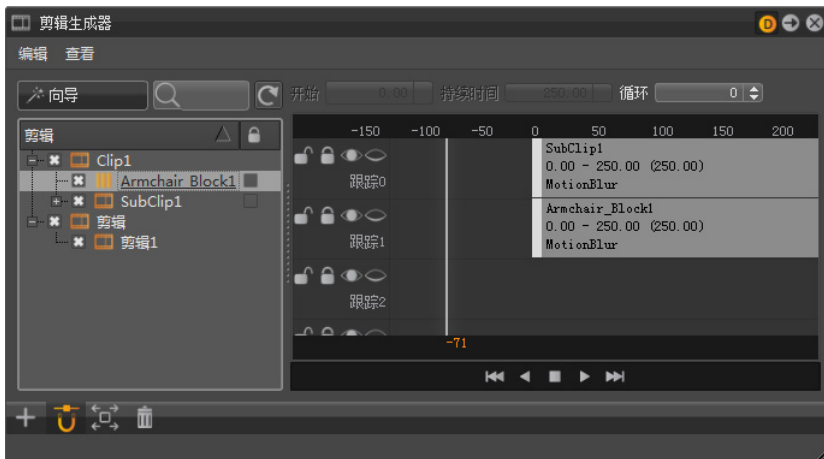 剪辑生成器
D
编辑 查看
向导
开始 0.00 持续时间 250.00 循环 0
剪辑
-150 -100 -50 0 50 100 150 200
Clip1
Armchair_Block1
SubClip1
剪辑
剪辑1
跟踪0
SubClip1
0.00 - 250.00 (250.00)
MotionBlur
跟踪1
Armchair_Block1
0.00 - 250.00 (250.00)
MotionBlur
跟踪2
-71